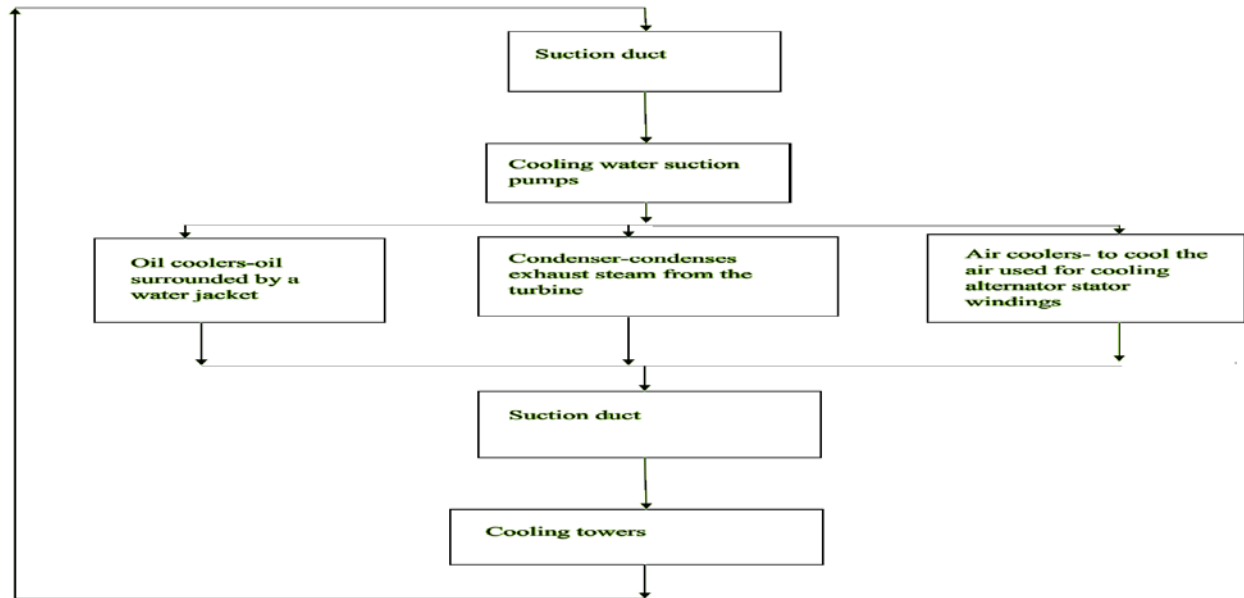 Suction duct
Cooling water suction
pumps
Oil coolers-oil
surrounded by a
water jacket
Condenser-condenses
exhaust steam from the
turbine
Air coolers- to cool the
air used for cooling
alternator stator
windings
Suction duct
Cooling towers